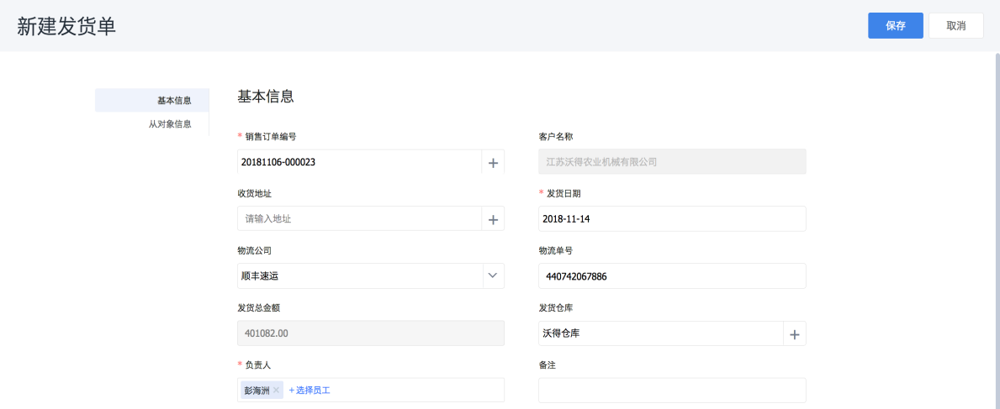 新建发货单
保存
取消
基本信息
从对象信息
基本信息
* 销售订单编号
客户名称
20181106-000023
江苏沃得农业机械有限公司
收货地址
* 发货日期
请输入地址
2018-11-14
物流公司
物流单号
顺丰速运
440742067886
发货总金额
发货仓库
401082.00
沃得仓库
* 负责人
备注
彭海洲 × +选择员工